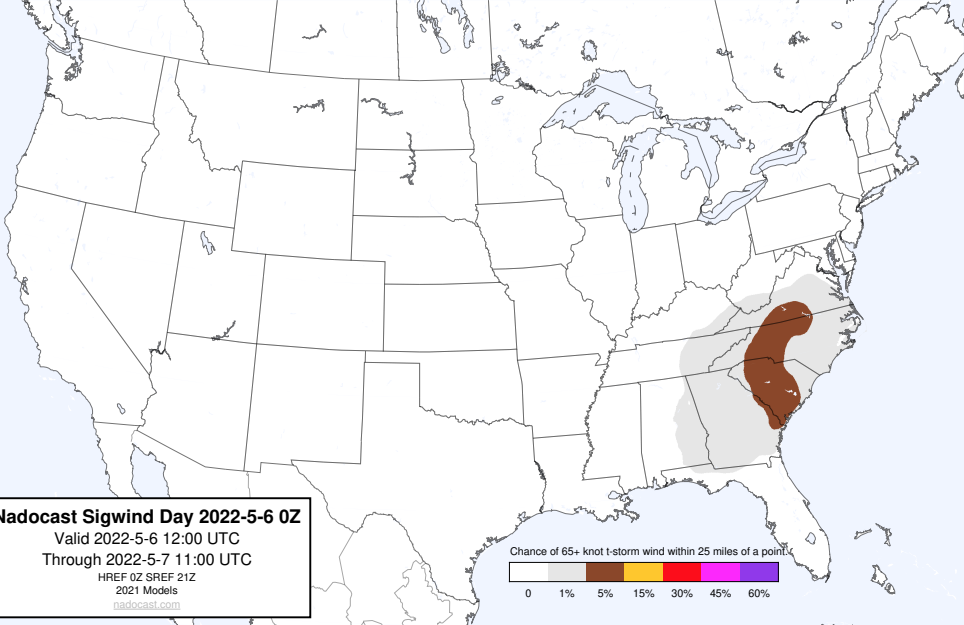 Nadocast Sigwind Day 2022-5-6 0Z
Valid 2022-5-6 12:00 UTC
Through 2022-5-7 11:00 UTC
HREF 0Z SREF 21Z
2021 Models
nadocast.com
Chance of 65+ knot t-storm wind within 25 miles of a point.
0 1% 5% 15% 30% 45% 60%